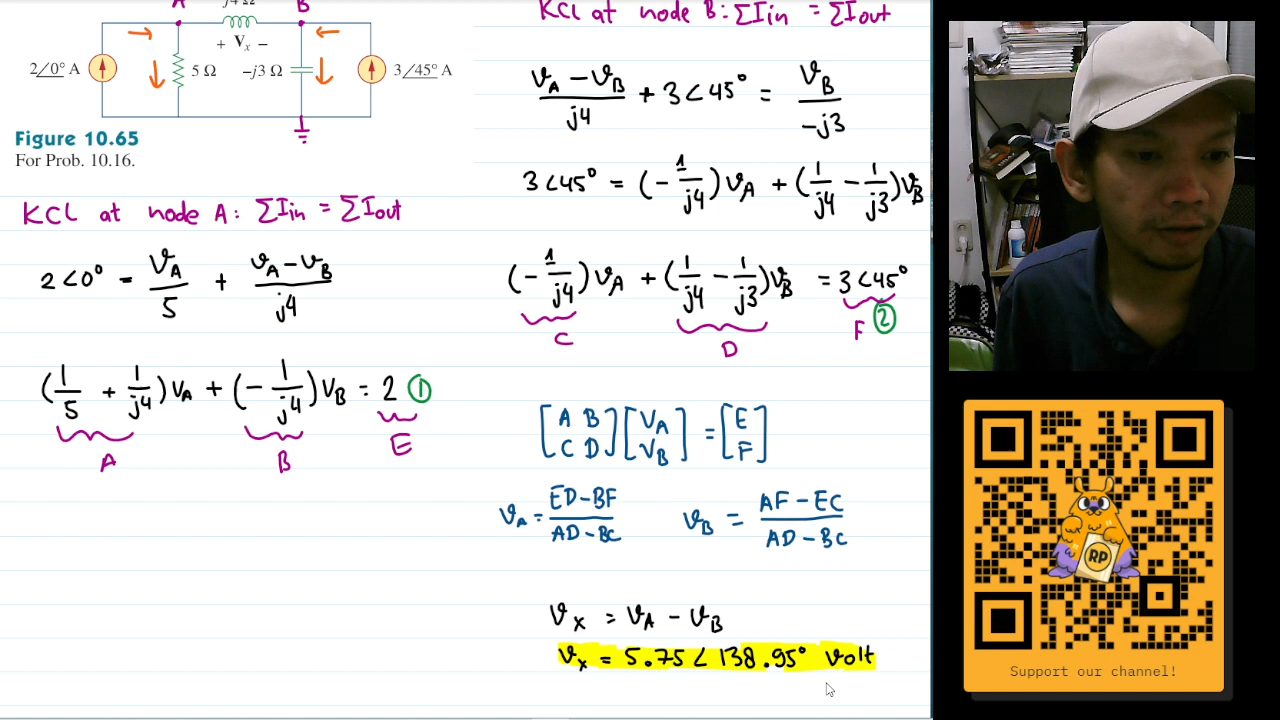 A
j4 Ω
B
+ Vx −
2/0° A
5 Ω
−j3 Ω
3/45° A
Figure 10.65
For Prob. 10.16.
KCL at node A: ΣIin = ΣIout
2∠0° = VA/5 + (VA − VB)/j4
(1/5 + 1/j4)VA + (−1/j4)VB = 2 ①
A
B
E
KCL at node B: ΣIin = ΣIout
(VA − VB)/j4 + 3∠45° = VB/−j3
3∠45° = (−1/j4)VA + (1/j4 − 1/j3)VB
(−1/j4)VA + (1/j4 − 1/j3)VB = 3∠45°
C
D
F ②
[A B
C D] [VA
VB] = [E
F]
VA = (ED−BF)/(AD−BC)
VB = (AF−EC)/(AD−BC)
Vx = VA − VB
Vx = 5.75∠138.95° volt
RP
Support our channel!